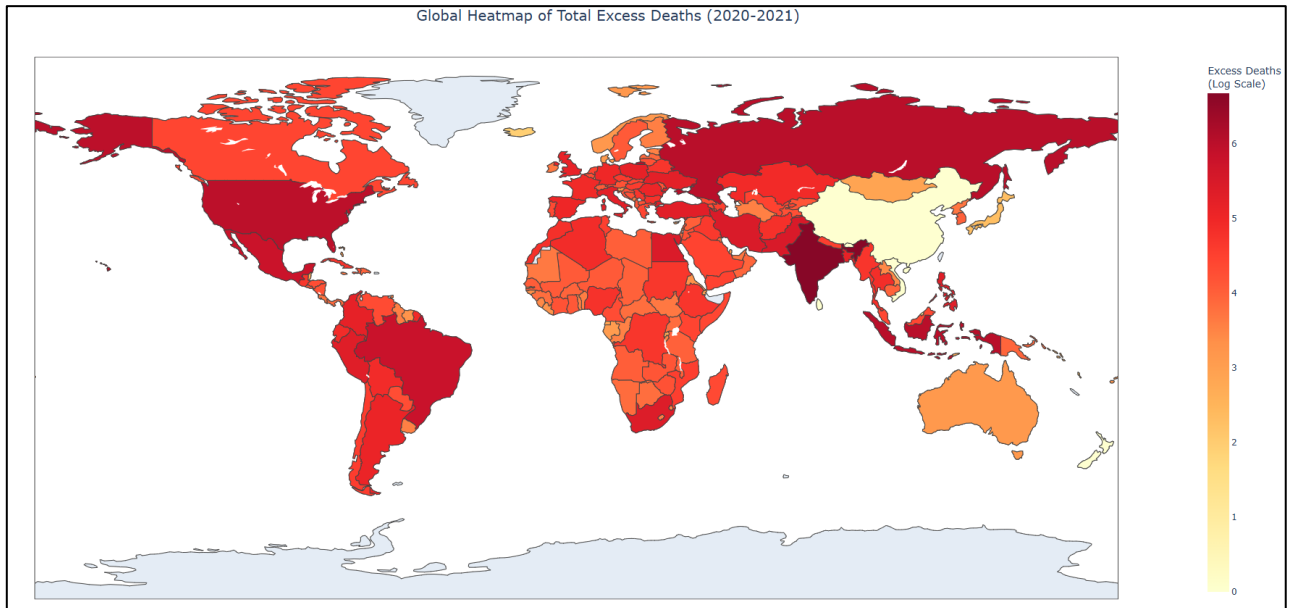 Global Heatmap of Total Excess Deaths (2020-2021)
Excess Deaths
(Log Scale)
6
5
4
3
2
1
0